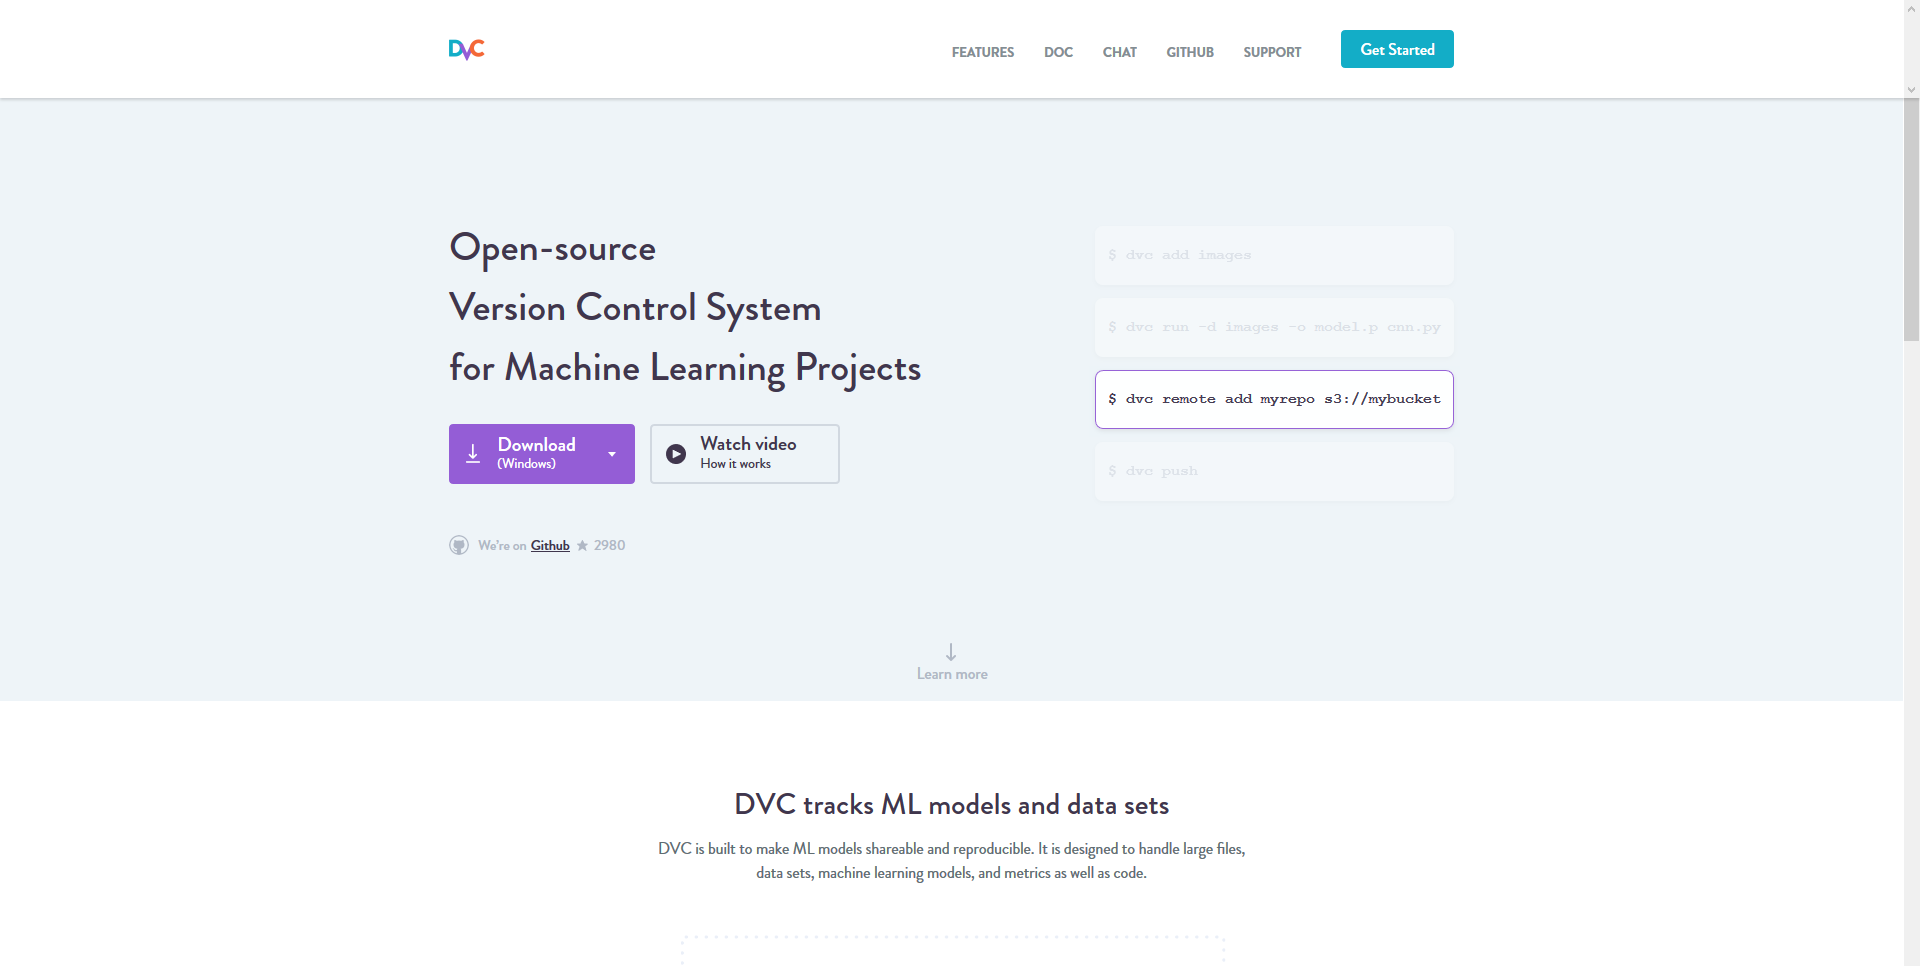 DVC
FEATURES
DOC
CHAT
GITHUB
SUPPORT
Get Started
Open-source
Version Control System
for Machine Learning Projects
Download
(Windows)
Watch video
How it works
We're on Github ★ 2980
$ dvc add images
$ dvc run -d images -o model.p cnn.py
$ dvc remote add myrepo s3://mybucket
$ dvc push
Learn more
DVC tracks ML models and data sets
DVC is built to make ML models shareable and reproducible. It is designed to handle large files,
data sets, machine learning models, and metrics as well as code.